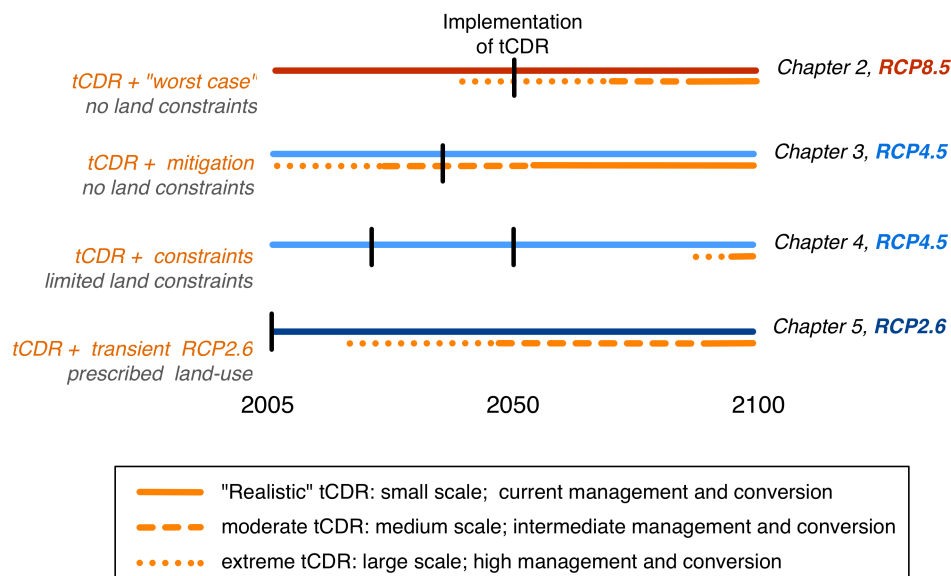 Implementation
of tCDR
tCDR + "worst case"
no land constraints
Chapter 2, RCP8.5
tCDR + mitigation
no land constraints
Chapter 3, RCP4.5
tCDR + constraints
limited land constraints
Chapter 4, RCP4.5
tCDR + transient RCP2.6
prescribed land-use
Chapter 5, RCP2.6
2005 2050 2100
"Realistic" tCDR: small scale; current management and conversion
moderate tCDR: medium scale; intermediate management and conversion
extreme tCDR: large scale; high management and conversion